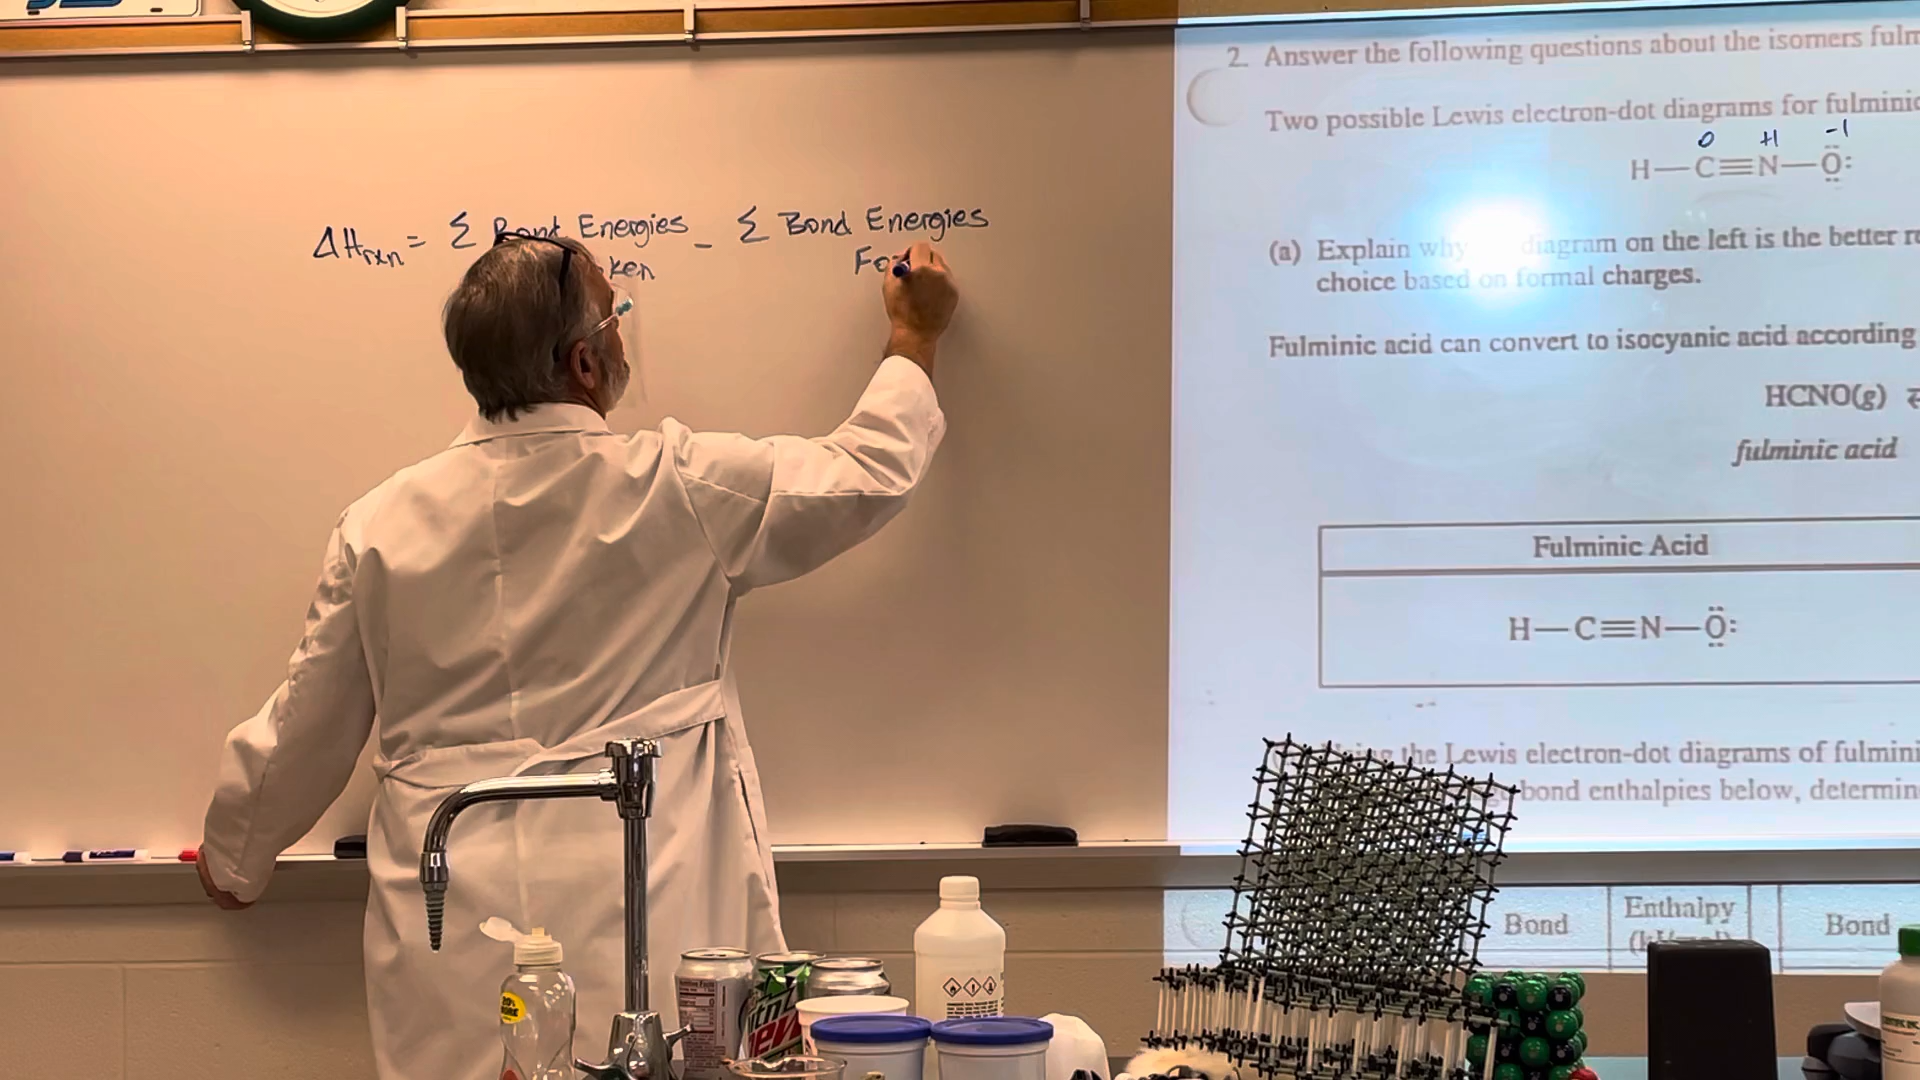 ΔHrxn = Σ Bond Energies - Σ Bond Energies
ken Fo
2. Answer the following questions about the isomers fulm
Two possible Lewis electron-dot diagrams for fulminic
0 +1 -1
H—C≡N—Ö:
(a) Explain why diagram on the left is the better re
choice based on formal charges.
Fulminic acid can convert to isocyanic acid according
HCNO(g) ⇄
fulminic acid
Fulminic Acid
H—C≡N—Ö:
the Lewis electron-dot diagrams of fulmini
bond enthalpies below, determin
Bond Enthalpy Bond